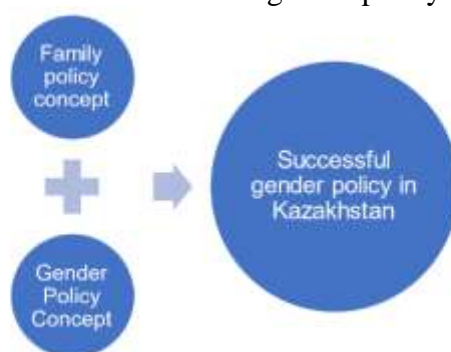 Family
policy
concept
Successful
gender policy in
Kazakhstan
Gender
Policy
Concept